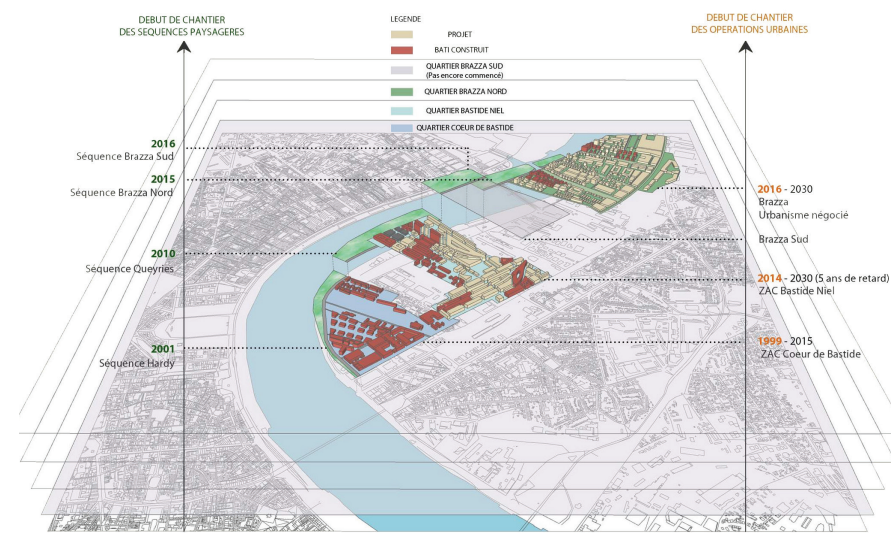 DEBUT DE CHANTIER
DES SEQUENCES PAYSAGERES
LEGENDE
PROJET
BATI CONSTRUIT
QUARTIER BRAZZA SUD
(Pas encore commencé)
QUARTIER BRAZZA NORD
QUARTIER BASTIDE NIEL
QUARTIER COEUR DE BASTIDE
DEBUT DE CHANTIER
DES OPERATIONS URBAINES
2016
Séquence Brazza Sud
2015
Séquence Brazza Nord
2010
Séquence Queyries
2001
Séquence Hardy
2016 - 2030
Brazza
Urbanisme négocié
Brazza Sud
2014 - 2030 (5 ans de retard)
ZAC Bastide Niel
1999 - 2015
ZAC Coeur de Bastide